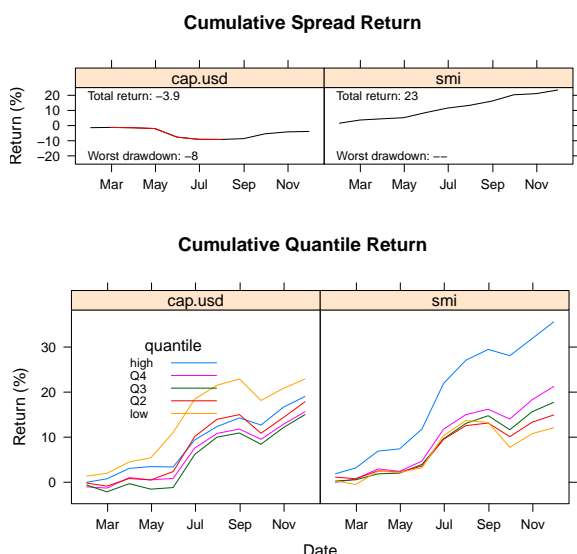 Cumulative Spread Return
cap.usd smi
Return (%)
20
10
0
−10
−20
Total return: −3.9
Total return: 23
Worst drawdown: −8
Worst drawdown: −−
Mar May Jul Sep Nov Mar May Jul Sep Nov
Cumulative Quantile Return
cap.usd smi
Return (%)
30
20
10
0
quantile
high
Q4
Q3
Q2
low
Mar May Jul Sep Nov Mar May Jul Sep Nov
Date